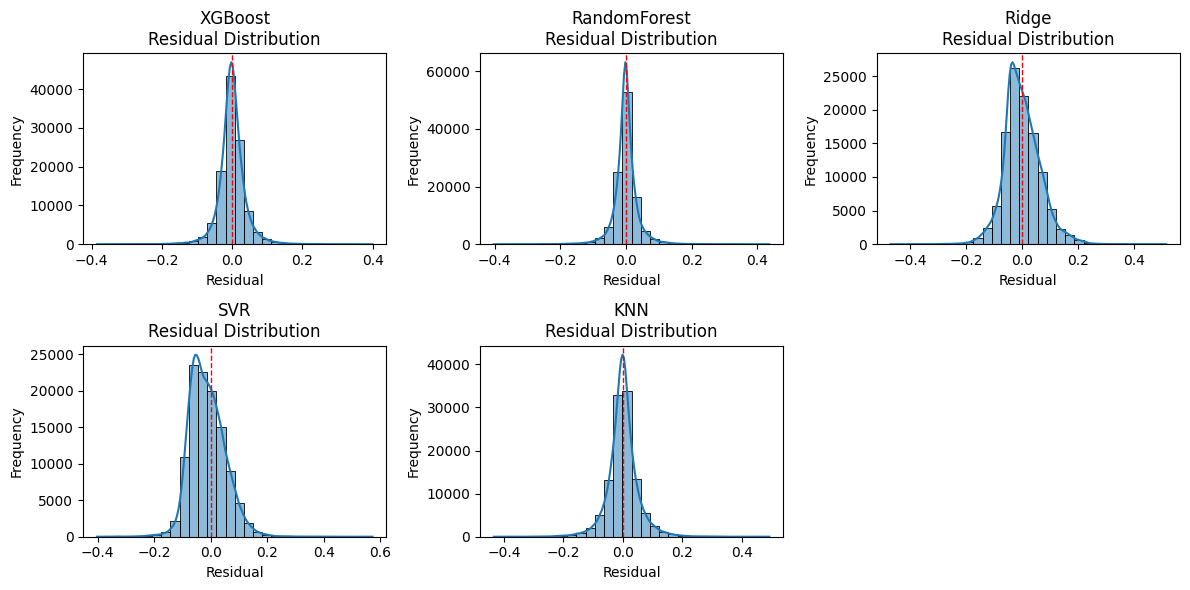 XGBoost
Residual Distribution
Frequency
40000
30000
20000
10000
0
−0.4 −0.2 0.0 0.2 0.4
Residual
RandomForest
Residual Distribution
Frequency
60000
40000
20000
0
−0.4 −0.2 0.0 0.2 0.4
Residual
Ridge
Residual Distribution
Frequency
25000
20000
15000
10000
5000
0
−0.4 −0.2 0.0 0.2 0.4
Residual
SVR
Residual Distribution
Frequency
25000
20000
15000
10000
5000
0
−0.4 −0.2 0.0 0.2 0.4 0.6
Residual
KNN
Residual Distribution
Frequency
40000
30000
20000
10000
0
−0.4 −0.2 0.0 0.2 0.4
Residual